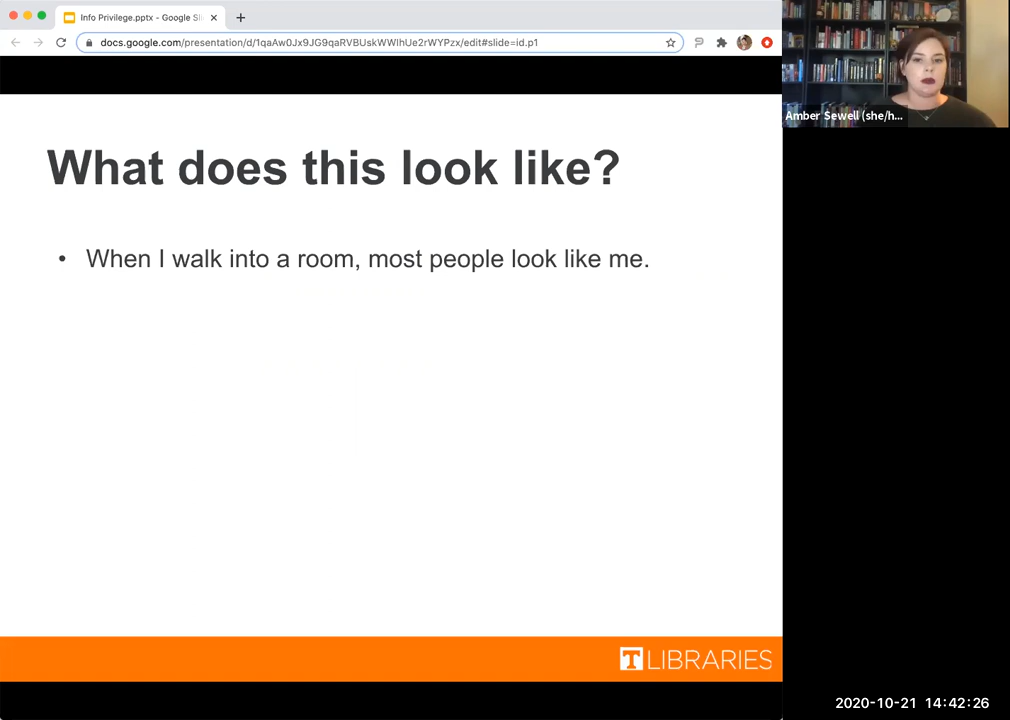 Info Privilege.pptx - Google Sli
docs.google.com/presentation/d/1qaAw0Jx9JG9qaRVBUskWWIhUe2rWYPzx/edit#slide=id.p1
Amber Sewell (she/h...
What does this look like?
• When I walk into a room, most people look like me.
T LIBRARIES
2020-10-21 14:42:26